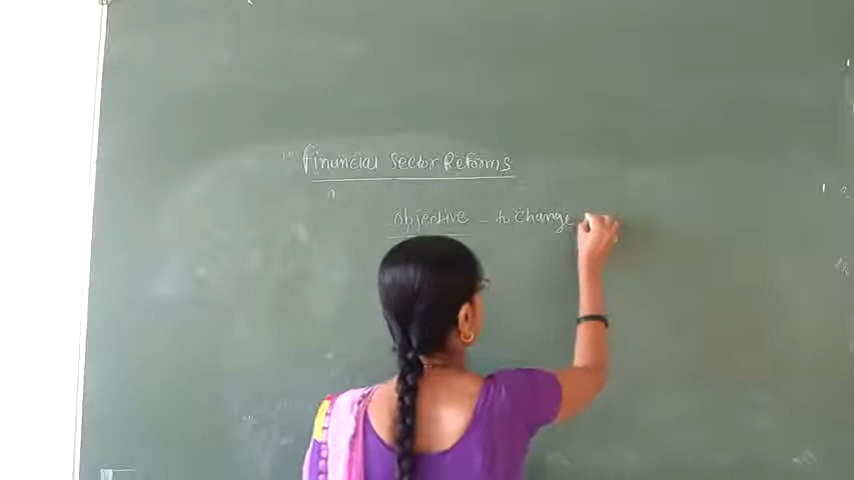 Financial Sector Reforms
Objective - to change